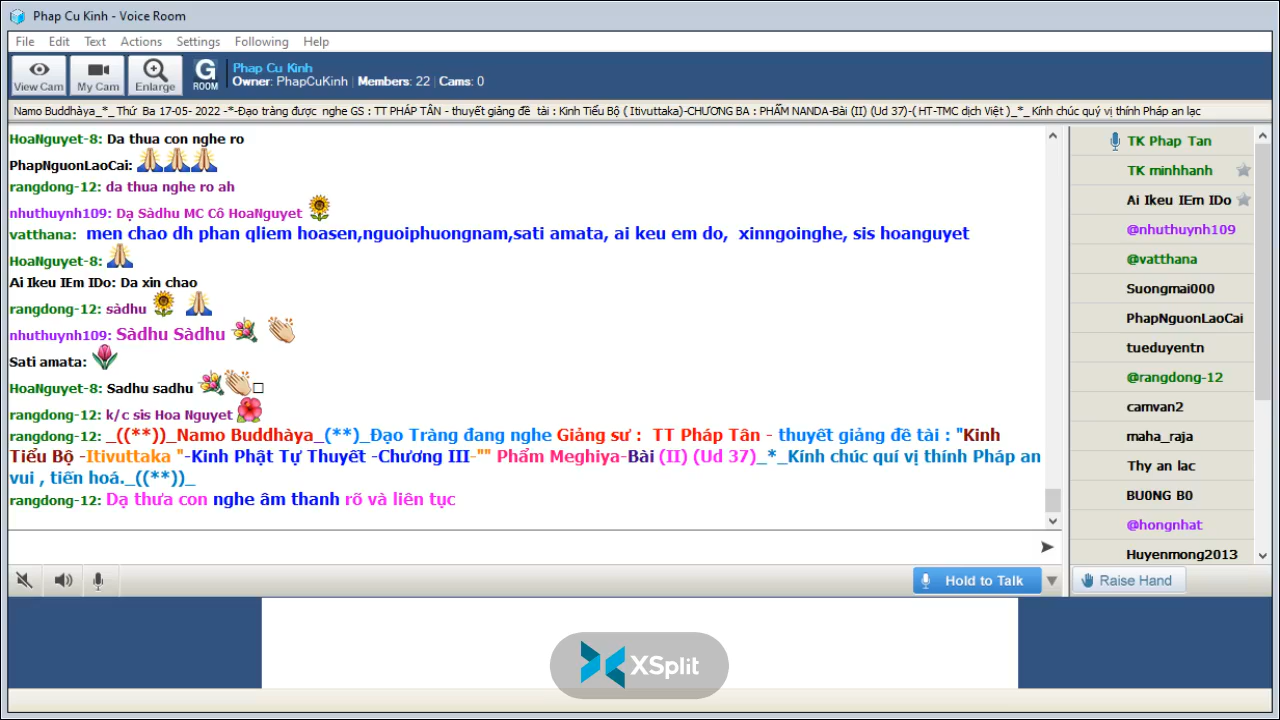 Phap Cu Kinh - Voice Room
File Edit Text Actions Settings Following Help
View Cam My Cam Enlarge G ROOM
Phap Cu Kinh
Owner: PhapCuKinh | Members: 22 | Cams: 0
Namo Buddhàya_*_ Thứ Ba 17-05- 2022 -*-Đạo tràng được nghe GS : TT PHÁP TÂN - thuyết giảng đề tài : Kinh Tiểu Bộ ( Itivuttaka)-CHƯƠNG BA : PHẨM NANDA-Bài (II) (Ud 37)-( HT-TMC dịch Việt )_*_ Kính chúc quý vị thính Pháp an lạc
HoaNguyet-8: Da thua con nghe ro
PhapNguonLaoCai:
rangdong-12: da thua nghe ro ah
nhuthuynh109: Dạ Sàdhu MC Cô HoaNguyet
vatthana: men chao dh phan qliem hoasen,nguoiphuongnam,sati amata, ai keu em do, xinngoinghe, sis hoanguyet
HoaNguyet-8:
Ai Ikeu IEm IDo: Da xin chao
rangdong-12: sàdhu
nhuthuynh109: Sàdhu Sàdhu
Sati amata:
HoaNguyet-8: Sadhu sadhu
rangdong-12: k/c sis Hoa Nguyet
rangdong-12: _((**))_Namo Buddhàya_(**)_Đạo Tràng đang nghe Giảng sư : TT Pháp Tân - thuyết giảng đề tài : "Kinh
Tiểu Bộ -Itivuttaka "-Kinh Phật Tự Thuyết -Chương III-"" Phẩm Meghiya-Bài (II) (Ud 37)_*_Kính chúc quí vị thính Pháp an
vui , tiến hoá._((**))_
rangdong-12: Dạ thưa con nghe âm thanh rõ và liên tục
TK Phap Tan
TK minhhanh
Ai Ikeu IEm IDo
@nhuthuynh109
@vatthana
Suongmai000
PhapNguonLaoCai
tueduyentn
@rangdong-12
camvan2
maha_raja
Thy an lac
BU0NG B0
@hongnhat
Huyenmong2013
Hold to Talk
Raise Hand
XSplit